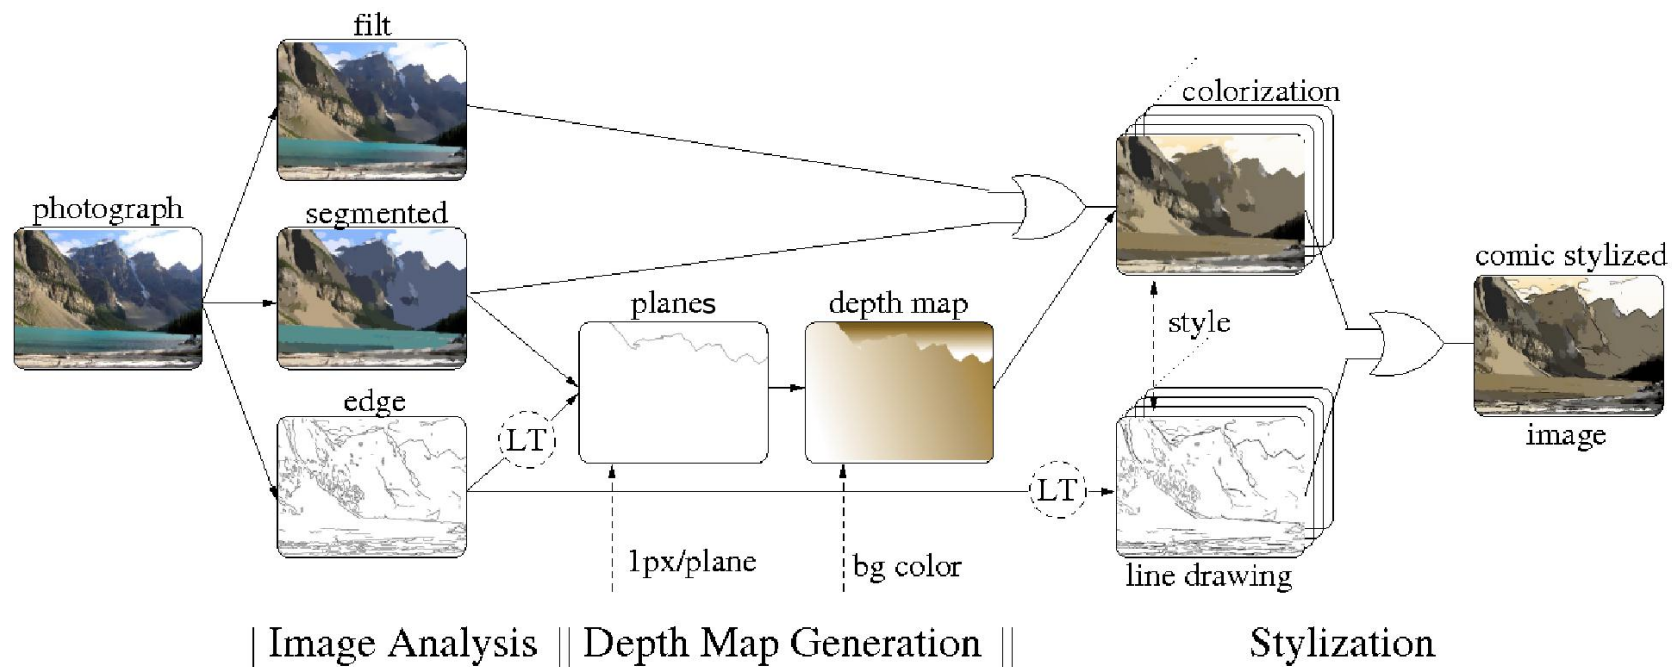 filt
photograph
segmented
edge
LT
planes
depth map
1px/plane
bg color
LT
colorization
style
line drawing
comic stylized
image
Image Analysis
Depth Map Generation
Stylization